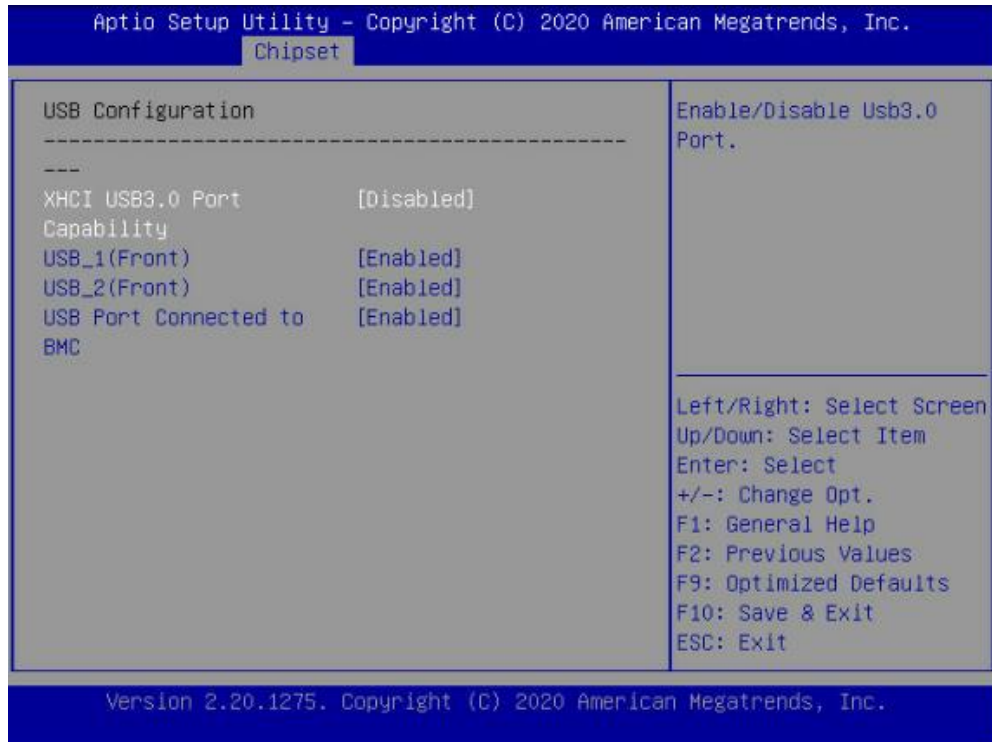 Aptio Setup Utility – Copyright (C) 2020 American Megatrends, Inc.
Chipset
USB Configuration
-----------------------------------------------
---
XHCI USB3.0 Port [Disabled]
Capability
USB_1(Front) [Enabled]
USB_2(Front) [Enabled]
USB Port Connected to [Enabled]
BMC
Enable/Disable Usb3.0
Port.
Left/Right: Select Screen
Up/Down: Select Item
Enter: Select
+/-: Change Opt.
F1: General Help
F2: Previous Values
F9: Optimized Defaults
F10: Save & Exit
ESC: Exit
Version 2.20.1275. Copyright (C) 2020 American Megatrends, Inc.